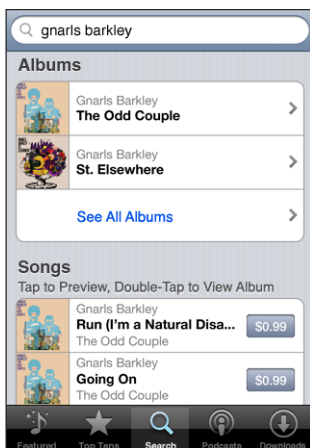 gnarls barkley
Albums
Gnarls Barkley
The Odd Couple
Gnarls Barkley
St. Elsewhere
See All Albums
Songs
Tap to Preview, Double-Tap to View Album
Gnarls Barkley
Run (I'm a Natural Disa...
$0.99
The Odd Couple
Gnarls Barkley
Going On
$0.99
The Odd Couple
Featured
Top Tens
Search
Podcasts
Downloads